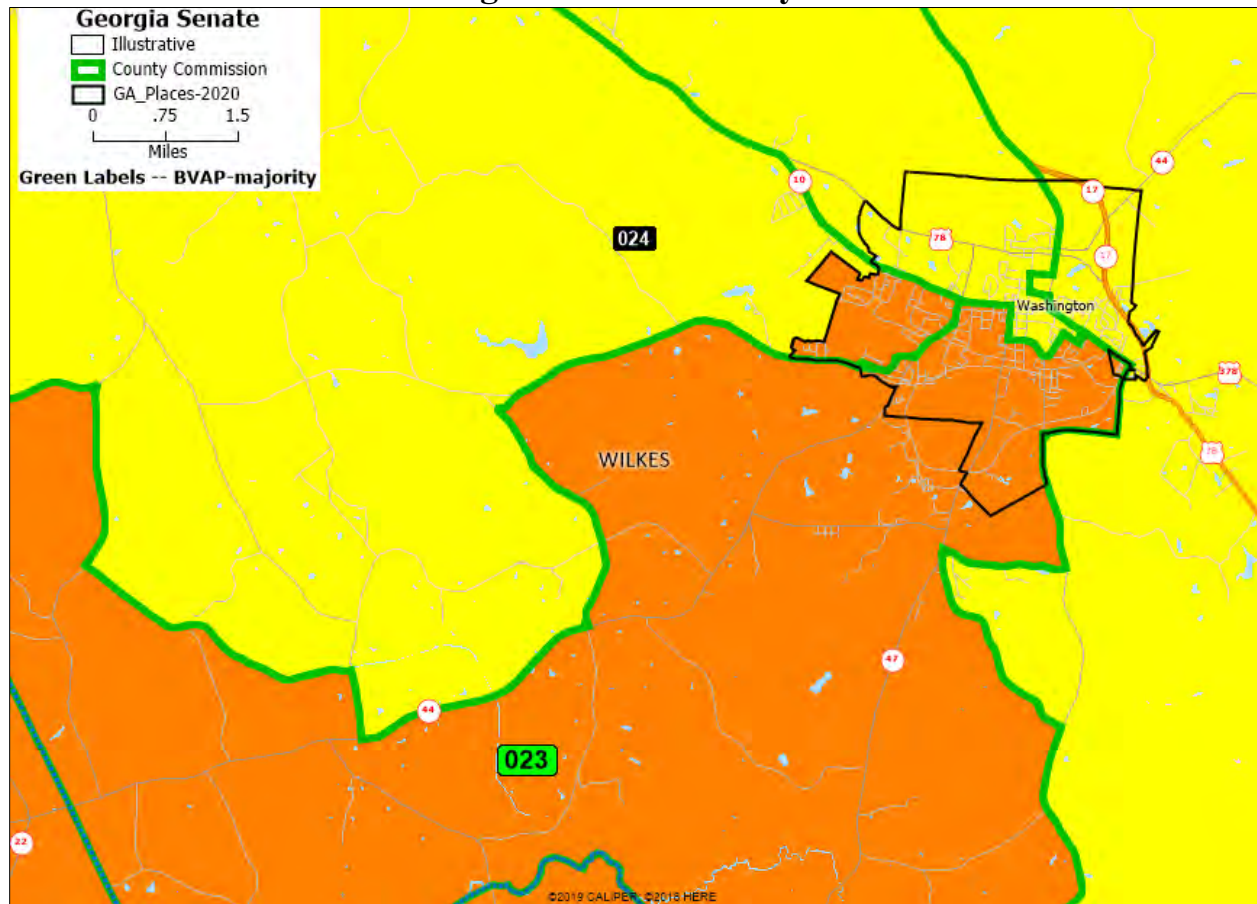 Georgia Senate
Illustrative
County Commission
GA_Places-2020
0 .75 1.5
Miles
Green Labels -- BVAP-majority
44
17
10
024
78
17
Washington
378
78
WILKES
47
44
023
22
©2019 CALIPER; ©2018 HERE